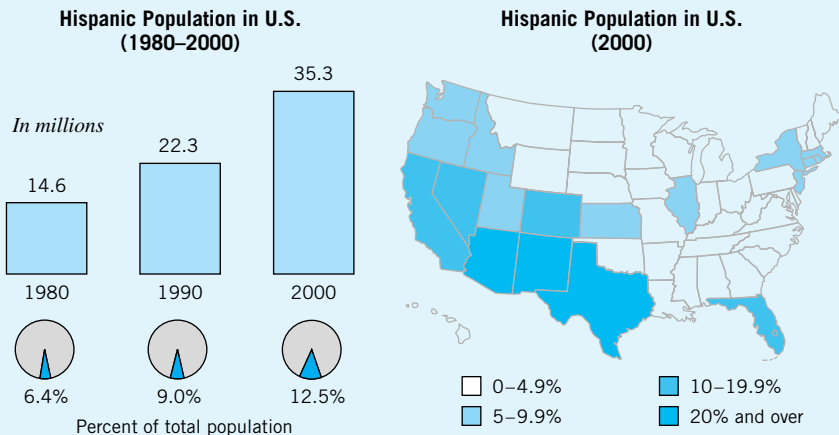 Hispanic Population in U.S.
(1980–2000)
In millions
14.6
22.3
35.3
1980
1990
2000
6.4%
9.0%
12.5%
Percent of total population
Hispanic Population in U.S.
(2000)
0–4.9%
5–9.9%
10–19.9%
20% and over